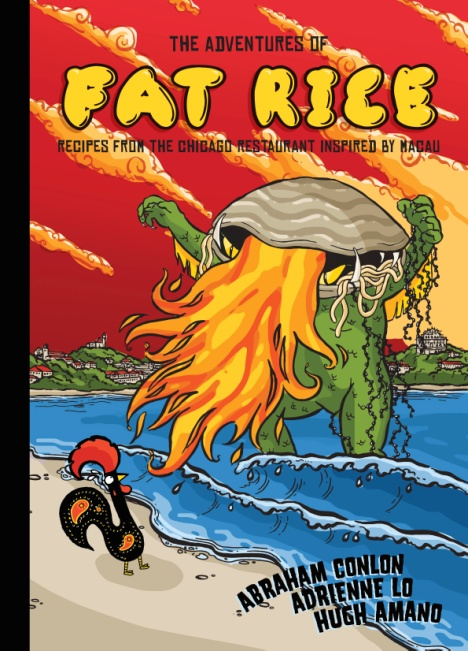 THE ADVENTURES OF
FAT RICE
RECIPES FROM THE CHICAGO RESTAURANT INSPIRED BY MACAU
ABRAHAM CONLON
ADRIENNE LO
HUGH AMANO